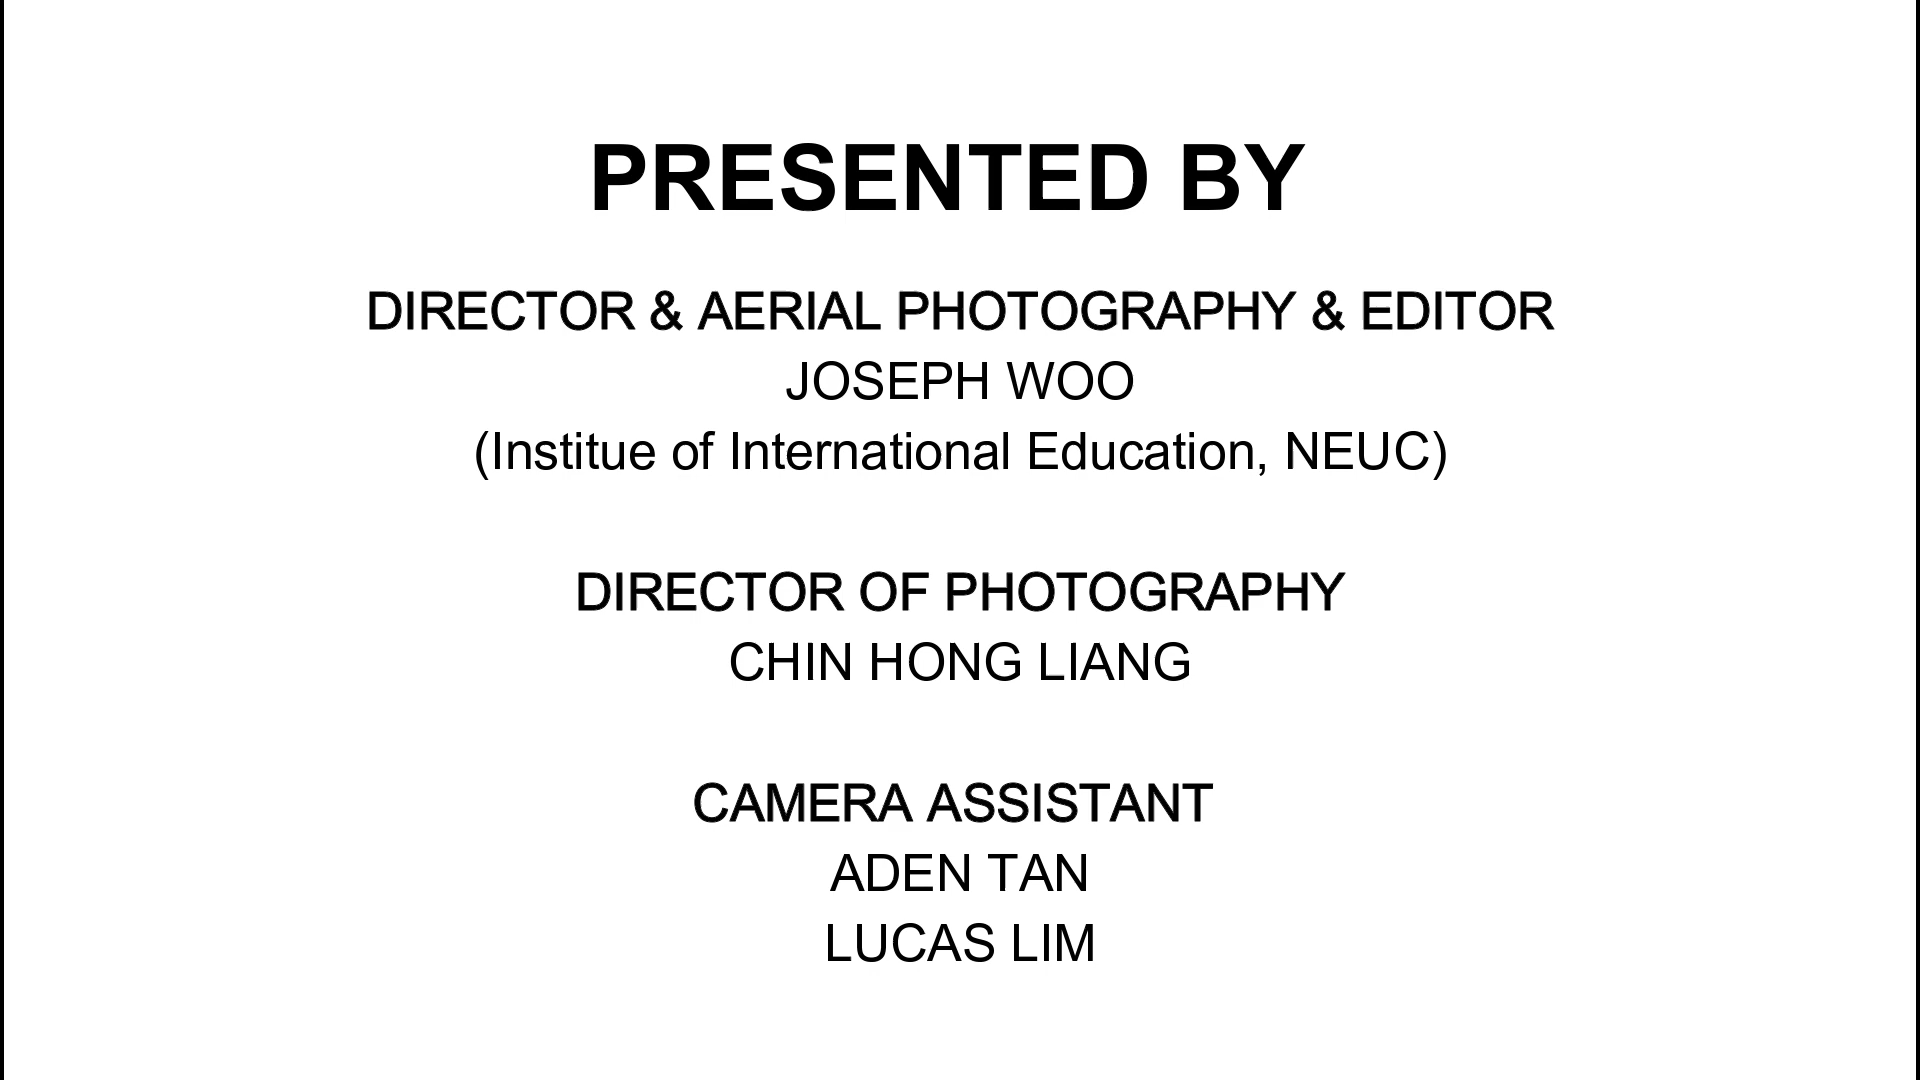 PRESENTED BY
DIRECTOR & AERIAL PHOTOGRAPHY & EDITOR
JOSEPH WOO
(Institue of International Education, NEUC)
DIRECTOR OF PHOTOGRAPHY
CHIN HONG LIANG
CAMERA ASSISTANT
ADEN TAN
LUCAS LIM